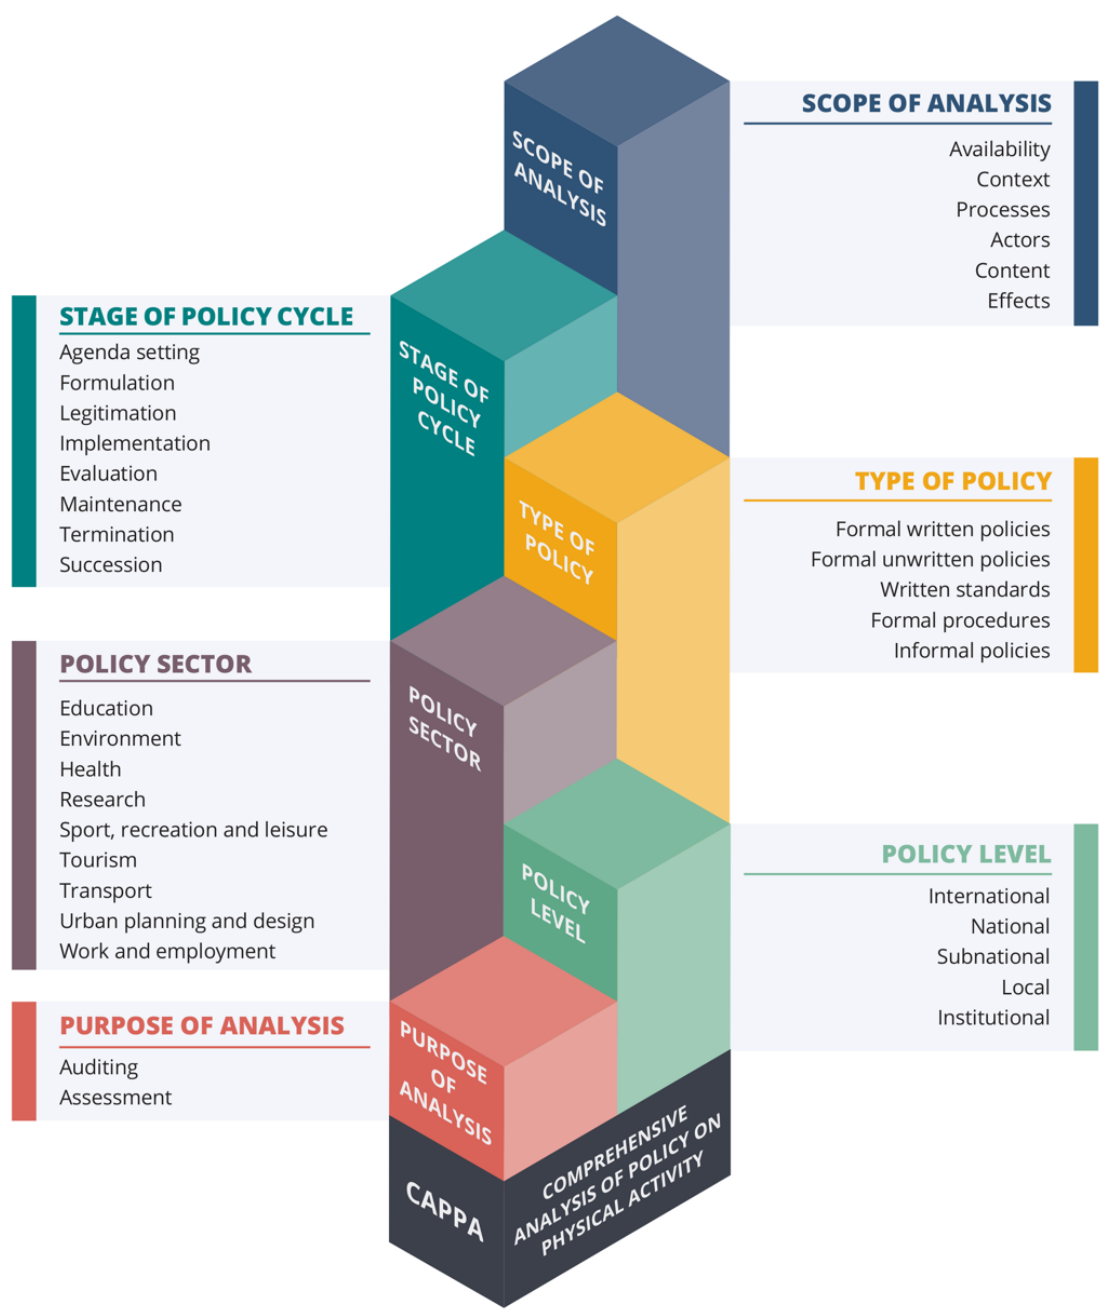 SCOPE OF ANALYSIS
Availability
Context
Processes
Actors
Content
Effects
SCOPE OF
ANALYSIS
STAGE OF POLICY CYCLE
Agenda setting
Formulation
Legitimation
Implementation
Evaluation
Maintenance
Termination
Succession
STAGE OF
POLICY
CYCLE
TYPE OF POLICY
Formal written policies
Formal unwritten policies
Written standards
Formal procedures
Informal policies
TYPE OF
POLICY
POLICY SECTOR
Education
Environment
Health
Research
Sport, recreation and leisure
Tourism
Transport
Urban planning and design
Work and employment
POLICY
SECTOR
POLICY LEVEL
International
National
Subnational
Local
Institutional
POLICY
LEVEL
PURPOSE OF ANALYSIS
Auditing
Assessment
PURPOSE
OF
ANALYSIS
CAPPA
COMPREHENSIVE
ANALYSIS OF POLICY ON
PHYSICAL ACTIVITY